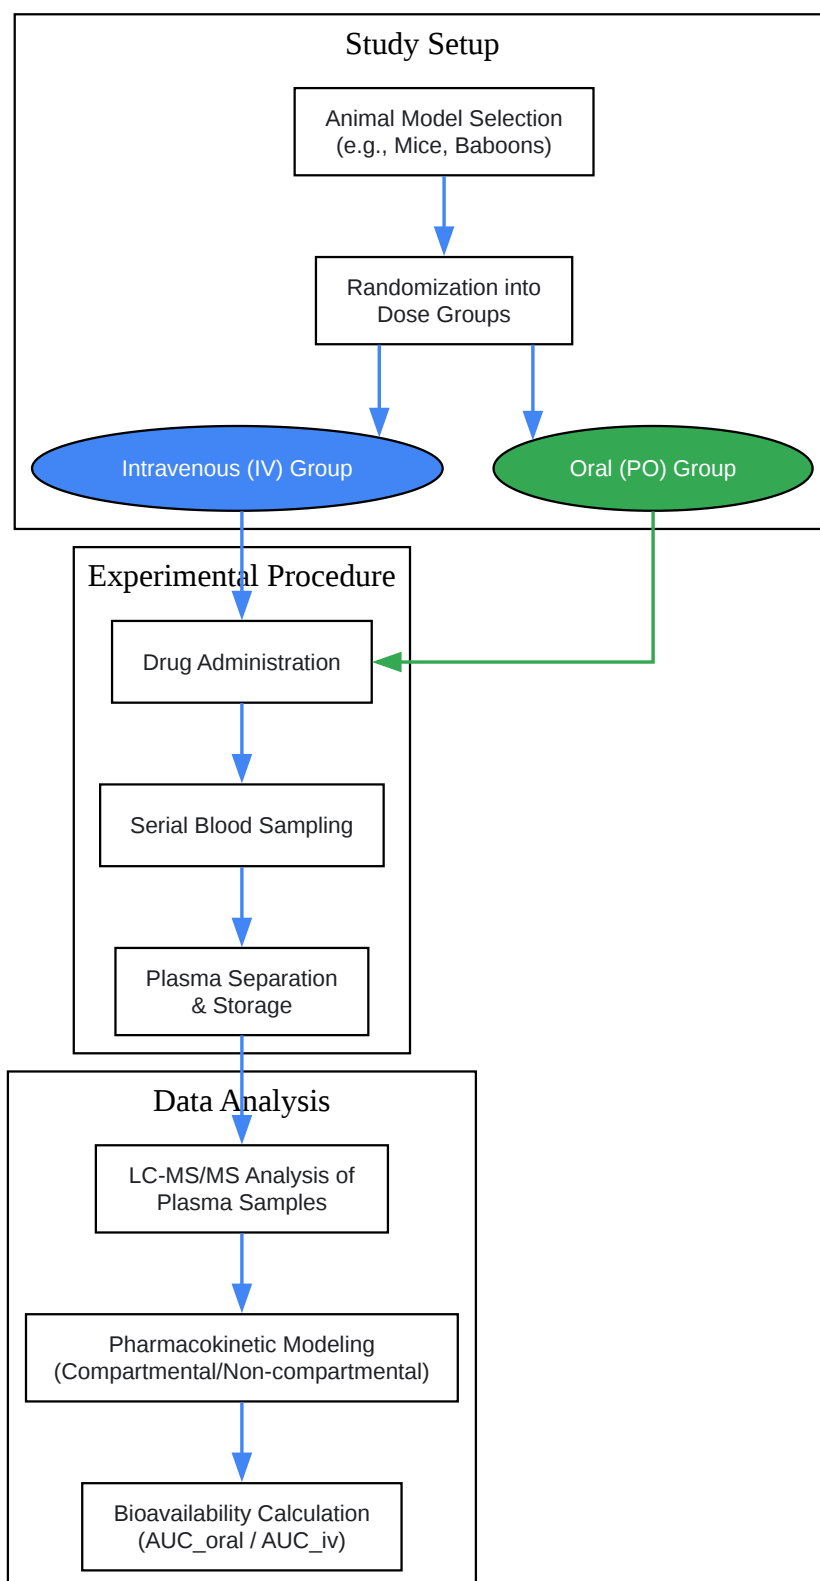 Study Setup
Animal Model Selection
(e.g., Mice, Baboons)
Randomization into
Dose Groups
Intravenous (IV) Group
Oral (PO) Group
Experimental Procedure
Drug Administration
Serial Blood Sampling
Plasma Separation
& Storage
Data Analysis
LC-MS/MS Analysis of
Plasma Samples
Pharmacokinetic Modeling
(Compartmental/Non-compartmental)
Bioavailability Calculation
(AUC_oral / AUC_iv)